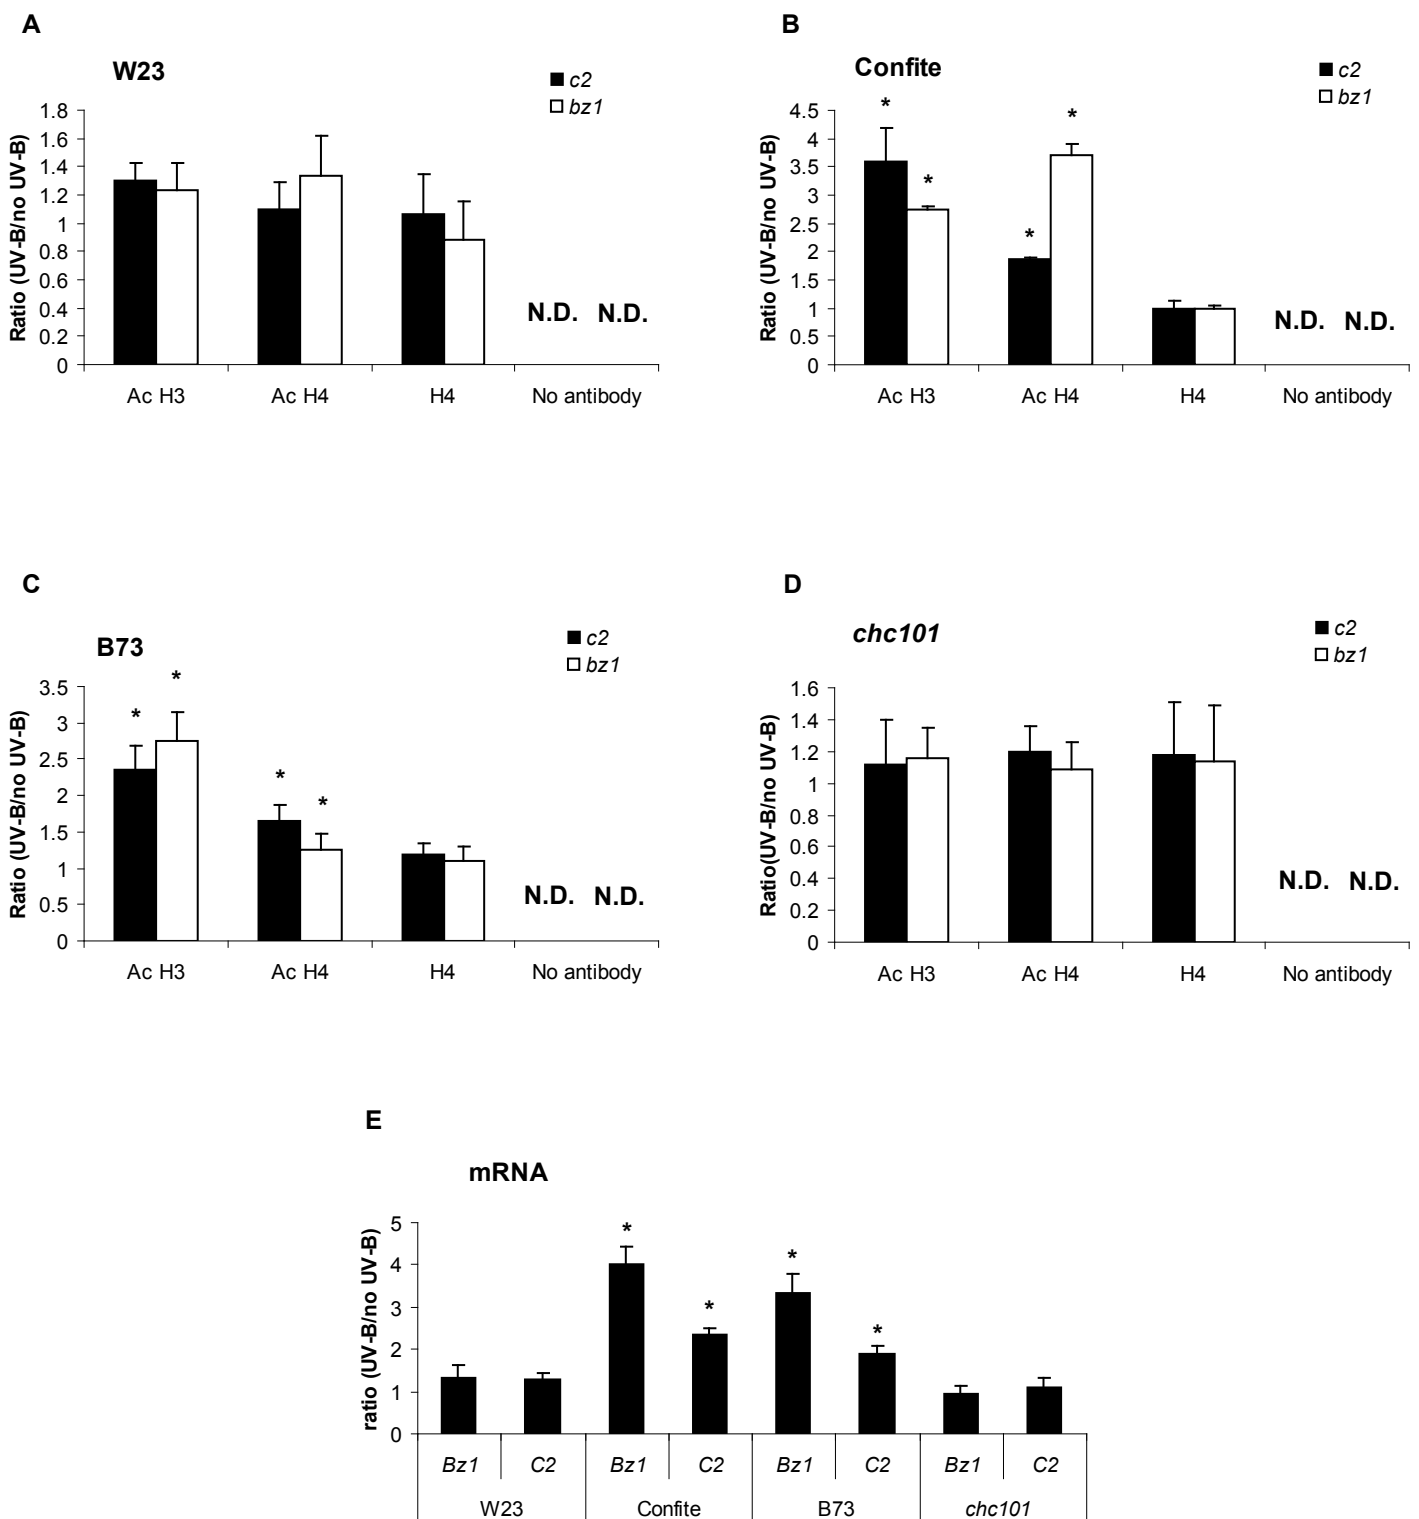 A
W23
c2
bz1
Ratio (UV-B/no UV-B)
1.8
1.6
1.4
1.2
1
0.8
0.6
0.4
0.2
0
N.D. N.D.
Ac H3 Ac H4 H4 No antibody
B
Confite
c2
bz1
Ratio (UV-B/no UV-B)
4.5
4
3.5
3
2.5
2
1.5
1
0.5
0
* * * *
N.D. N.D.
Ac H3 Ac H4 H4 No antibody
C
B73
c2
bz1
Ratio (UV-B/no UV-B)
3.5
3
2.5
2
1.5
1
0.5
0
* * * *
N.D. N.D.
Ac H3 Ac H4 H4 No antibody
D
chc101
c2
bz1
Ratio(UV-B/no UV-B)
1.6
1.4
1.2
1
0.8
0.6
0.4
0.2
0
N.D. N.D.
Ac H3 Ac H4 H4 No antibody
E
mRNA
ratio (UV-B/no UV-B)
5
4
3
2
1
0
* * * *
Bz1 C2 Bz1 C2 Bz1 C2 Bz1 C2
W23 Confite B73 chc101